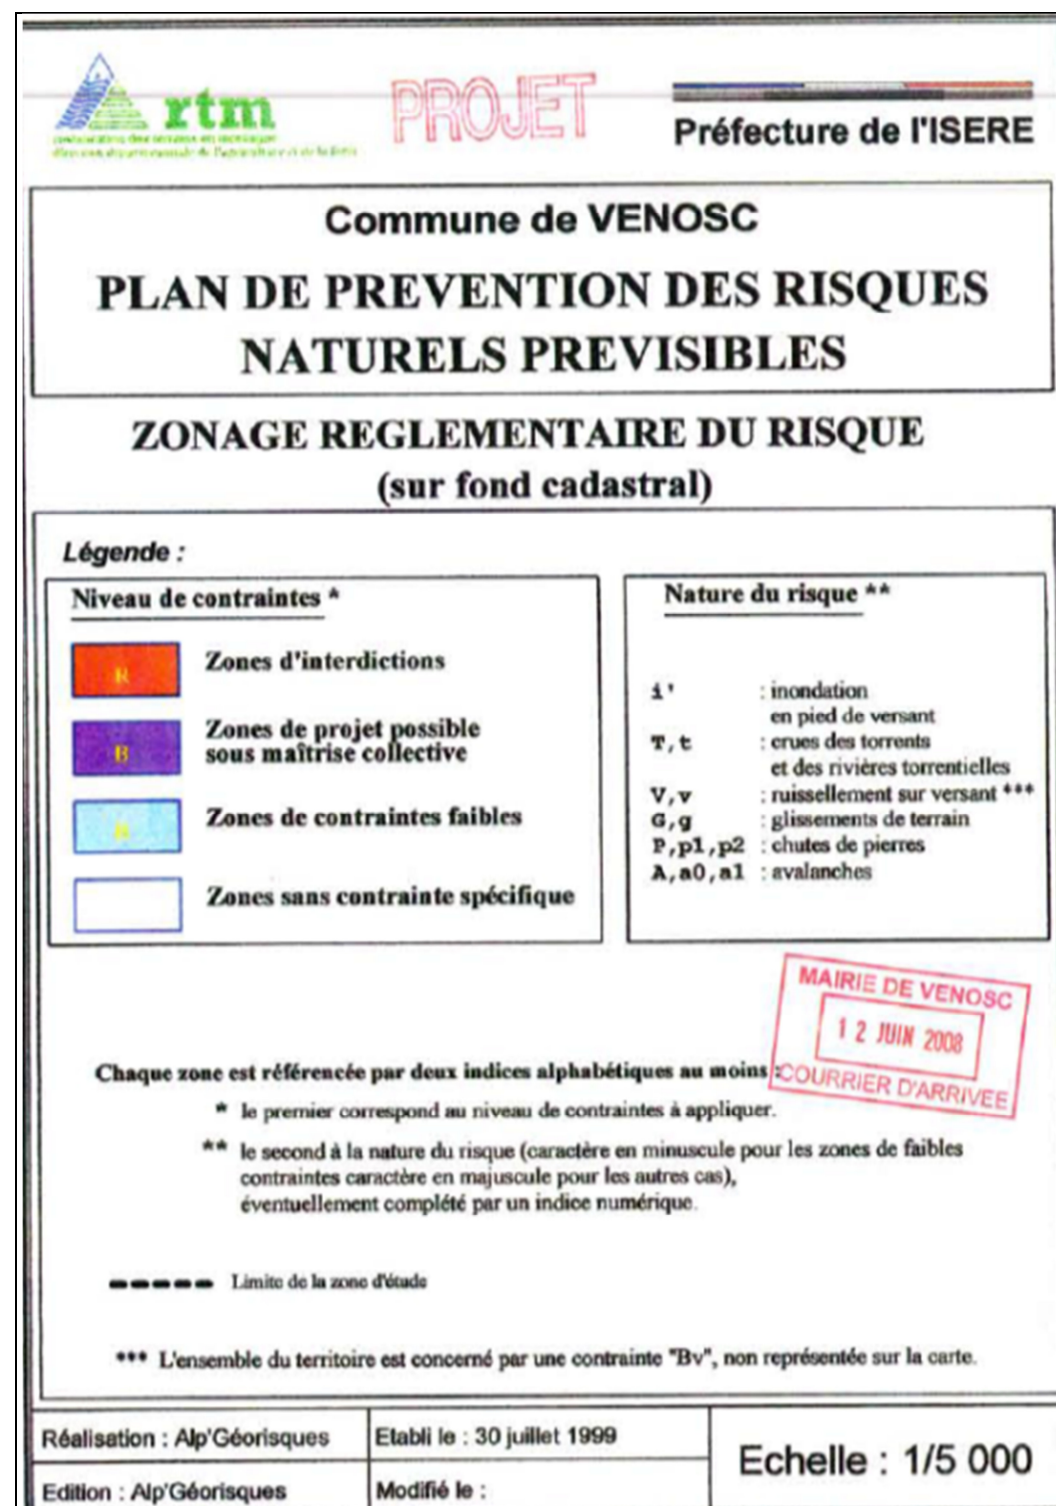 rtm
PROJET
Préfecture de l'ISERE
Commune de VENOSC
PLAN DE PREVENTION DES RISQUES
NATURELS PREVISIBLES
ZONAGE REGLEMENTAIRE DU RISQUE
(sur fond cadastral)
Légende :
Niveau de contraintes *
R Zones d'interdictions
B Zones de projet possible
sous maîtrise collective
Zones de contraintes faibles
Zones sans contrainte spécifique
Nature du risque **
i' : inondation
en pied de versant
T,t : crues des torrents
et des rivières torrentielles
V,v : ruissellement sur versant ***
G,g : glissements de terrain
P,p1,p2 : chutes de pierres
A,a0,a1 : avalanches
MAIRIE DE VENOSC
12 JUIN 2008
COURRIER D'ARRIVEE
Chaque zone est référencée par deux indices alphabétiques au moins :
* le premier correspond au niveau de contraintes à appliquer.
** le second à la nature du risque (caractère en minuscule pour les zones de faibles
contraintes caractère en majuscule pour les autres cas),
éventuellement complété par un indice numérique.
Limite de la zone d'étude
*** L'ensemble du territoire est concerné par une contrainte "Bv", non représentée sur la carte.
Réalisation : Alp'Géorisques
Etabli le : 30 juillet 1999
Echelle : 1/5 000
Edition : Alp'Géorisques
Modifié le :